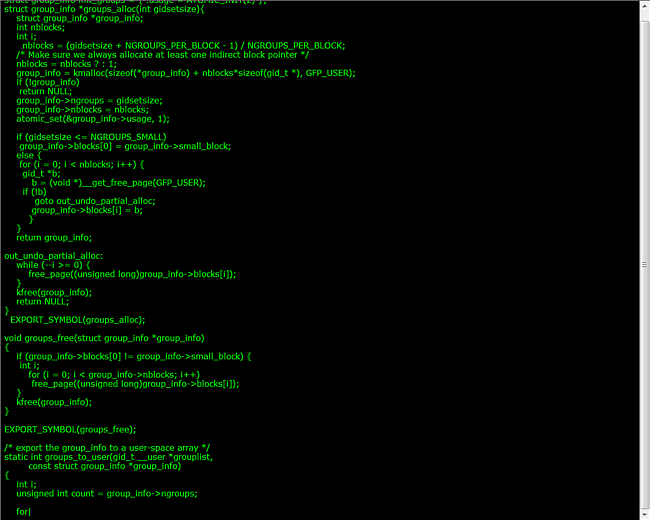 struct group_info init_groups = { .usage = ATOMIC_INIT(2) };
struct group_info *groups_alloc(int gidsetsize){
struct group_info *group_info;
int nblocks;
int i;
nblocks = (gidsetsize + NGROUPS_PER_BLOCK - 1) / NGROUPS_PER_BLOCK;
/* Make sure we always allocate at least one indirect block pointer */
nblocks = nblocks ? : 1;
group_info = kmalloc(sizeof(*group_info) + nblocks*sizeof(gid_t *), GFP_USER);
if (!group_info)
return NULL;
group_info->ngroups = gidsetsize;
group_info->nblocks = nblocks;
atomic_set(&group_info->usage, 1);
if (gidsetsize <= NGROUPS_SMALL)
group_info->blocks[0] = group_info->small_block;
else {
for (i = 0; i < nblocks; i++) {
gid_t *b;
b = (void *)__get_free_page(GFP_USER);
if (!b)
goto out_undo_partial_alloc;
group_info->blocks[i] = b;
}
}
return group_info;
out_undo_partial_alloc:
while (--i >= 0) {
free_page((unsigned long)group_info->blocks[i]);
}
kfree(group_info);
return NULL;
}
EXPORT_SYMBOL(groups_alloc);
void groups_free(struct group_info *group_info)
{
if (group_info->blocks[0] != group_info->small_block) {
int i;
for (i = 0; i < group_info->nblocks; i++)
free_page((unsigned long)group_info->blocks[i]);
}
kfree(group_info);
}
EXPORT_SYMBOL(groups_free);
/* export the group_info to a user-space array */
static int groups_to_user(gid_t __user *grouplist,
const struct group_info *group_info)
{
int i;
unsigned int count = group_info->ngroups;
for|